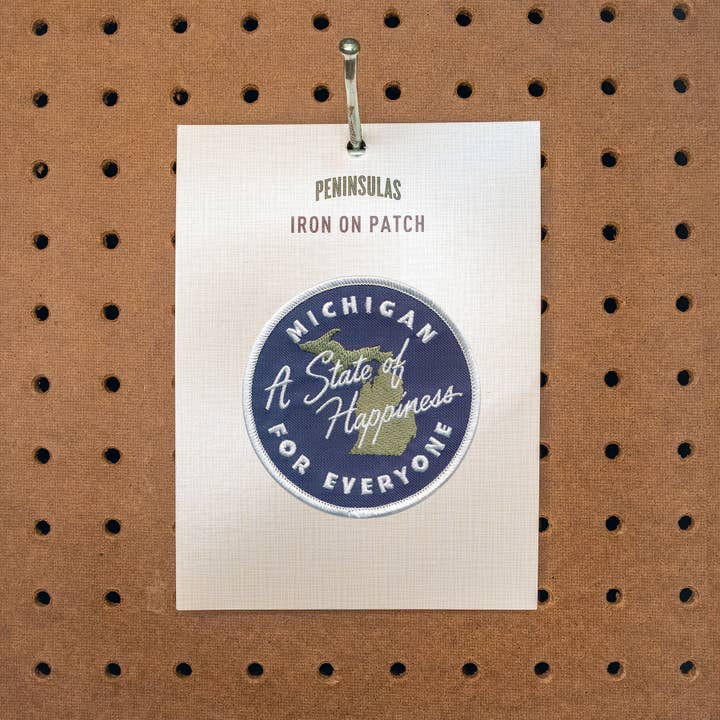 PENINSULAS
IRON ON PATCH
MICHIGAN
A State of
Happiness
FOR EVERYONE